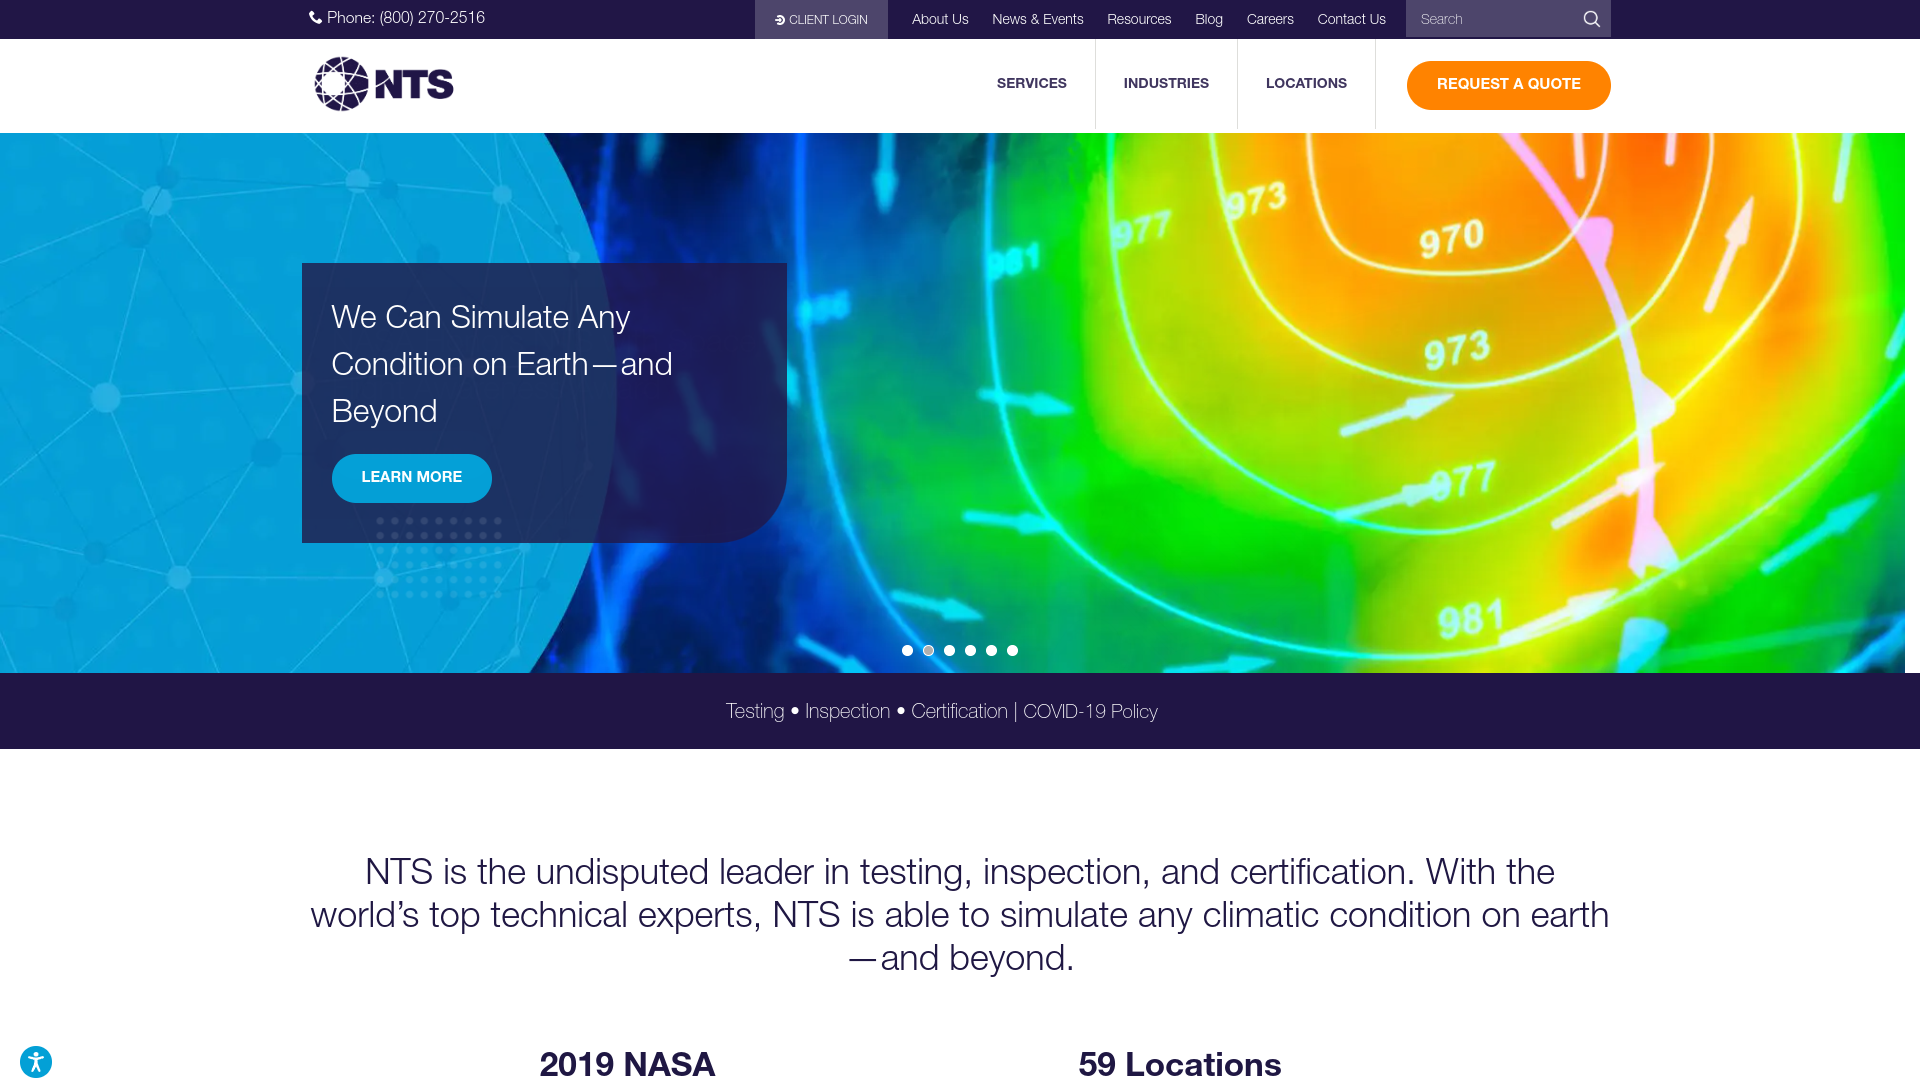 Phone: (800) 270-2516
CLIENT LOGIN
About Us
News & Events
Resources
Blog
Careers
Contact Us
Search
NTS
SERVICES
INDUSTRIES
LOCATIONS
REQUEST A QUOTE
973
977
981
986
970
973
977
981
We Can Simulate Any
Condition on Earth—and
Beyond
LEARN MORE
Testing • Inspection • Certification | COVID-19 Policy
NTS is the undisputed leader in testing, inspection, and certification. With the
world’s top technical experts, NTS is able to simulate any climatic condition on earth
—and beyond.
2019 NASA
59 Locations